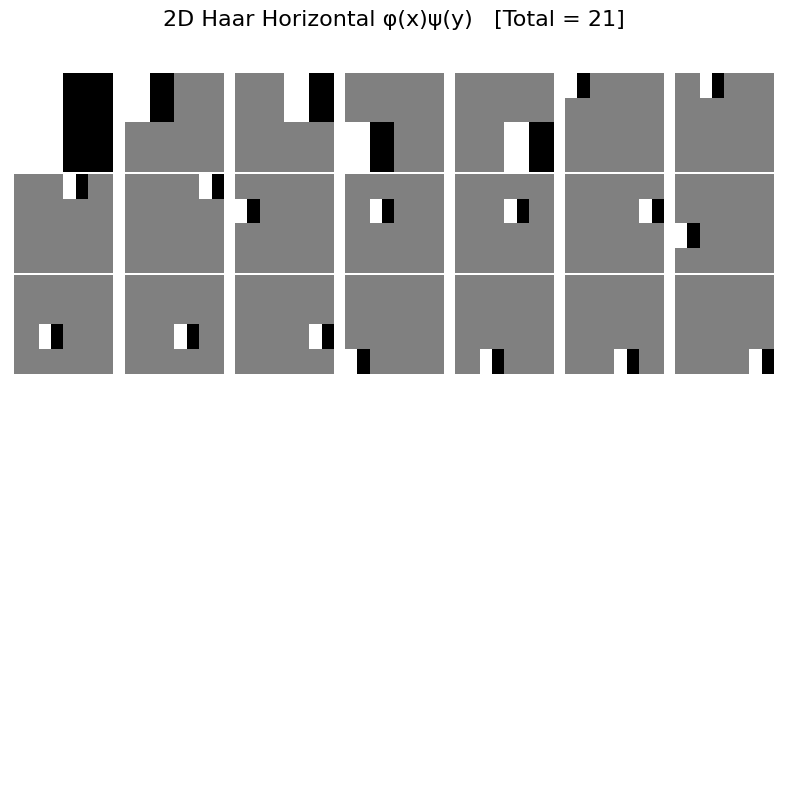 2D Haar Horizontal φ(x)ψ(y)   [Total = 21]